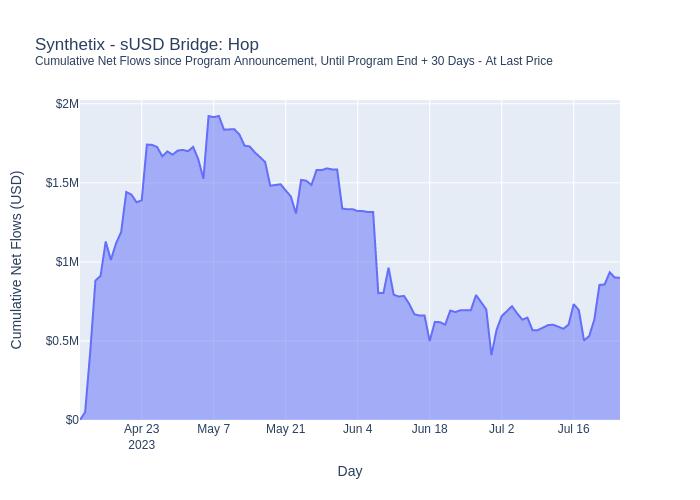 Synthetix - sUSD Bridge: Hop
Cumulative Net Flows since Program Announcement, Until Program End + 30 Days - At Last Price
Cumulative Net Flows (USD)
$2M
$1.5M
$1M
$0.5M
$0
Apr 23
2023
May 7
May 21
Jun 4
Jun 18
Jul 2
Jul 16
Day